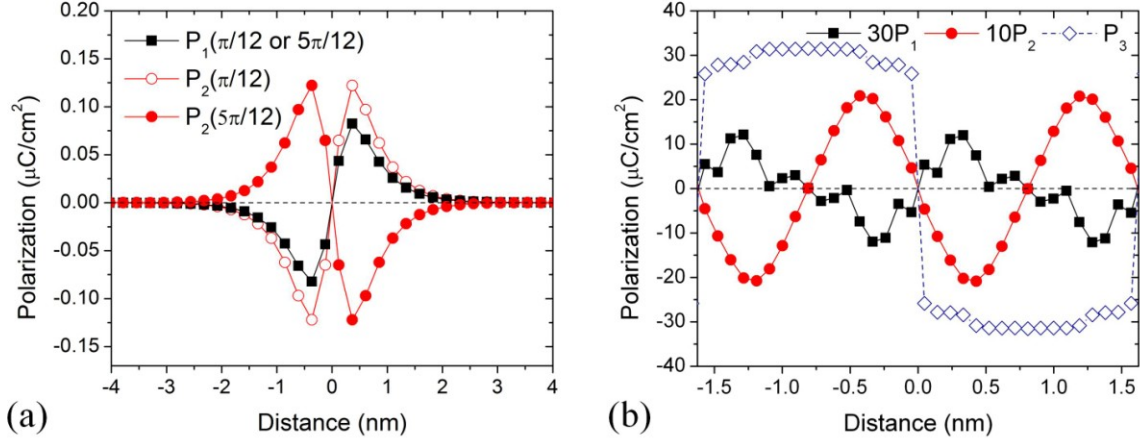 0.20
0.15
0.10
0.05
0.00
-0.05
-0.10
-0.15
Polarization (μC/cm²)
P₁(π/12 or 5π/12)
P₂(π/12)
P₂(5π/12)
-4 -3 -2 -1 0 1 2 3 4
Distance (nm)
(a)
40
30
20
10
0
-10
-20
-30
-40
Polarization (μC/cm²)
30P₁ 10P₂ P₃
-1.5 -1.0 -0.5 0.0 0.5 1.0 1.5
Distance (nm)
(b)